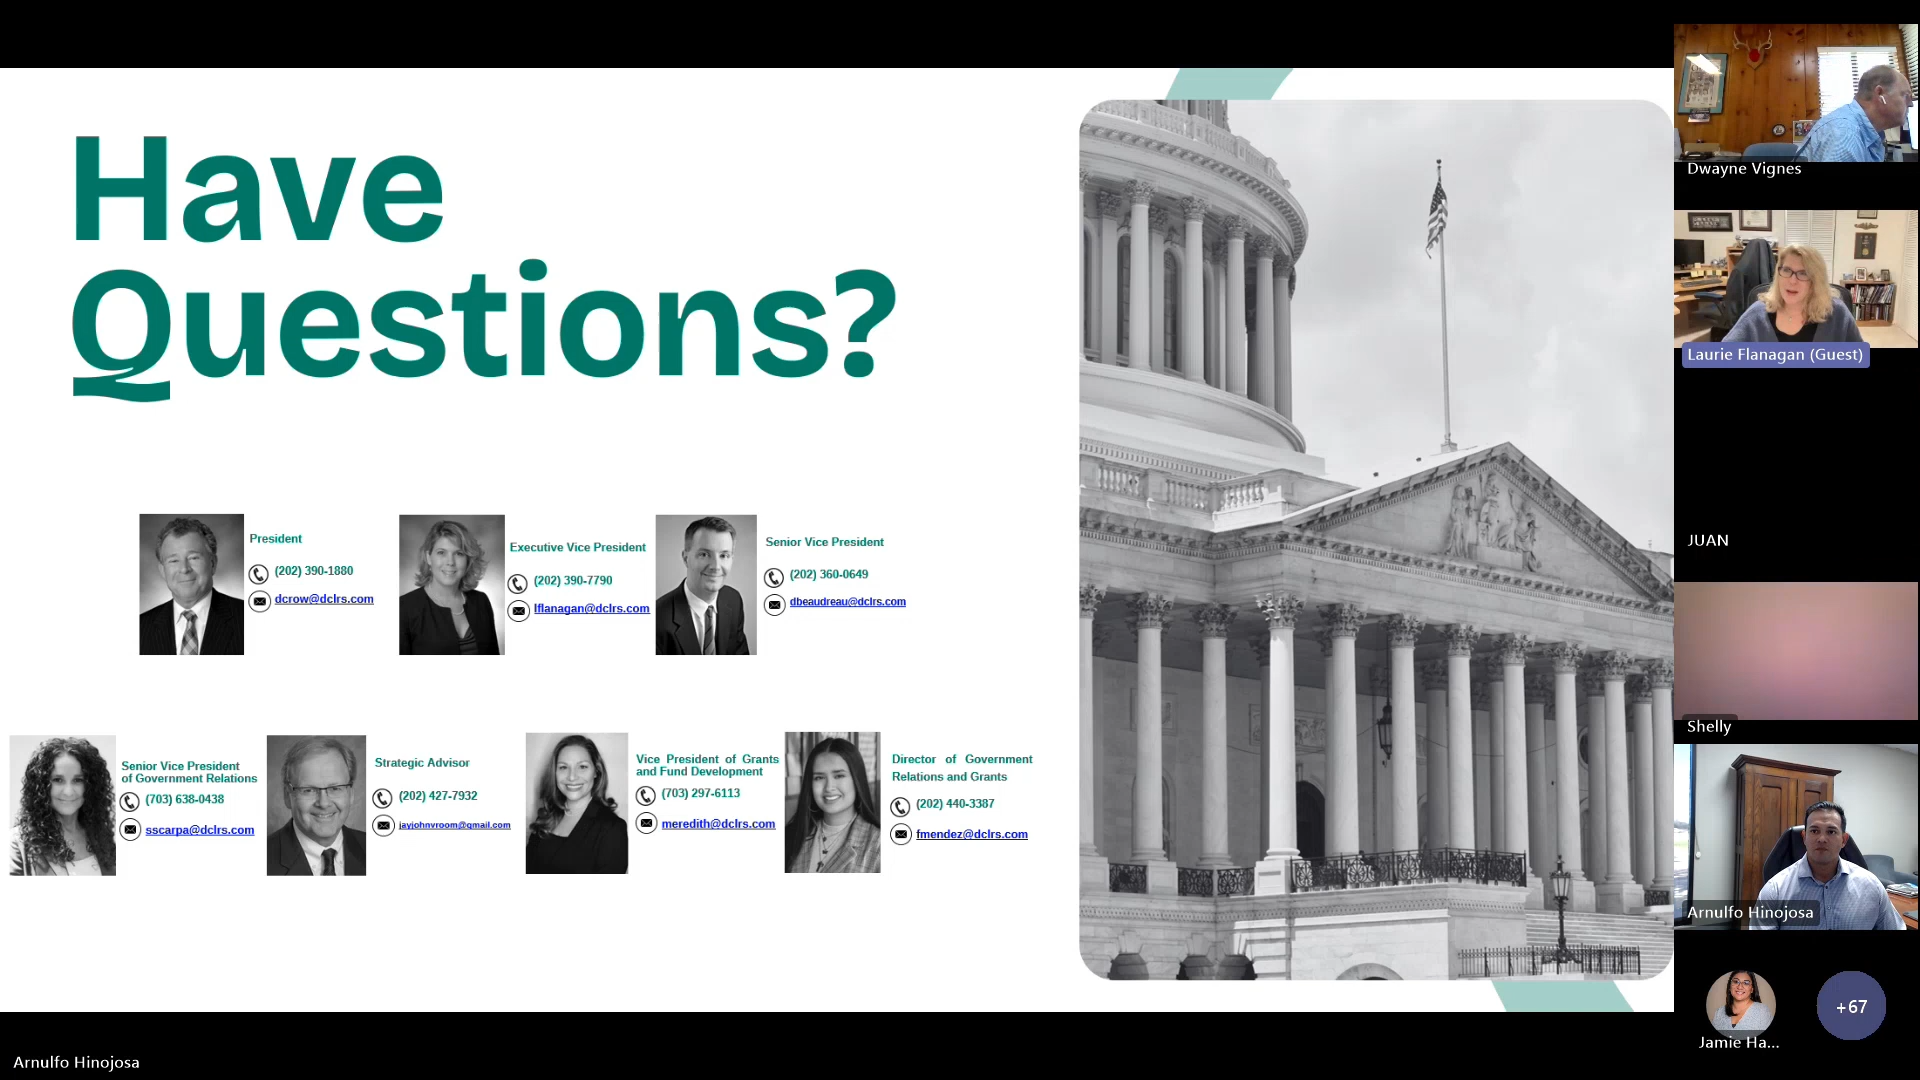 Have
Questions?
President
(202) 390-1880
dcrow@dclrs.com
Executive Vice President
(202) 390-7790
lflanagan@dclrs.com
Senior Vice President
(202) 360-0649
dbeaudreau@dclrs.com
Senior Vice President
of Government Relations
(703) 638-0438
sscarpa@dclrs.com
Strategic Advisor
(202) 427-7932
jayjohnvroom@gmail.com
Vice President of Grants
and Fund Development
(703) 297-6113
meredith@dclrs.com
Director of Government
Relations and Grants
(202) 440-3387
fmendez@dclrs.com
Dwayne Vignes
Laurie Flanagan (Guest)
JUAN
Shelly
Arnulfo Hinojosa
Jamie Ha...
+67
Arnulfo Hinojosa